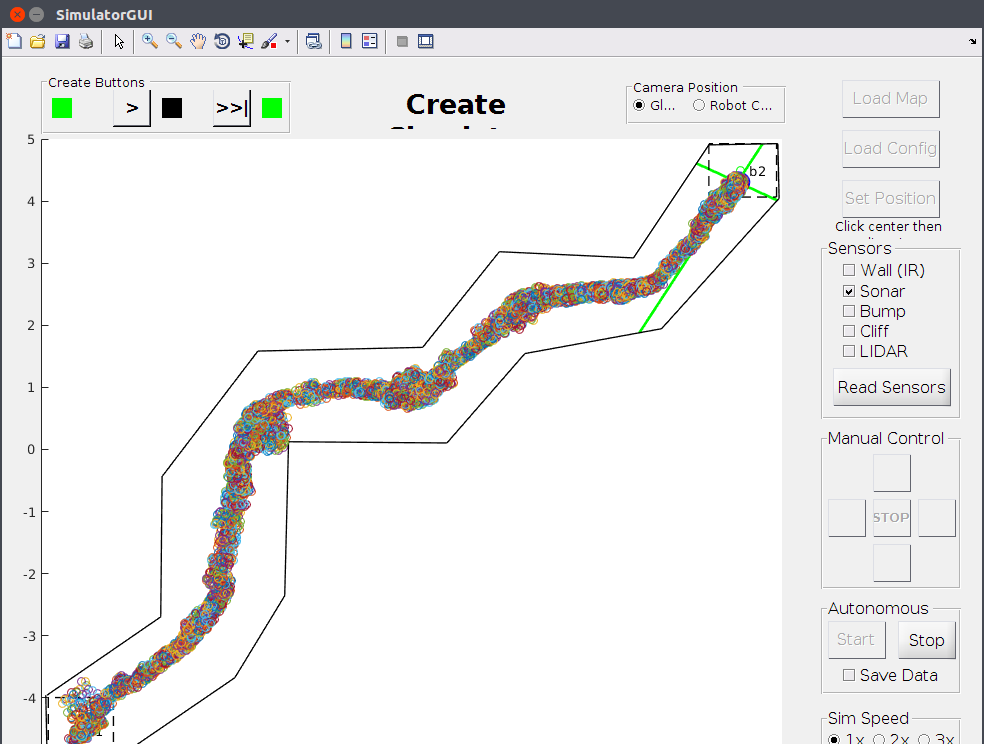 SimulatorGUI
Create Buttons
>
>>|
Create
Camera Position
Gl...
Robot C...
Load Map
Load Config
Set Position
Click center then
Sensors
Wall (IR)
Sonar
Bump
Cliff
LIDAR
Read Sensors
Manual Control
STOP
Autonomous
Start
Stop
Save Data
Sim Speed
1x
2x
3x
5
4
3
2
1
0
-1
-2
-3
-4
b2